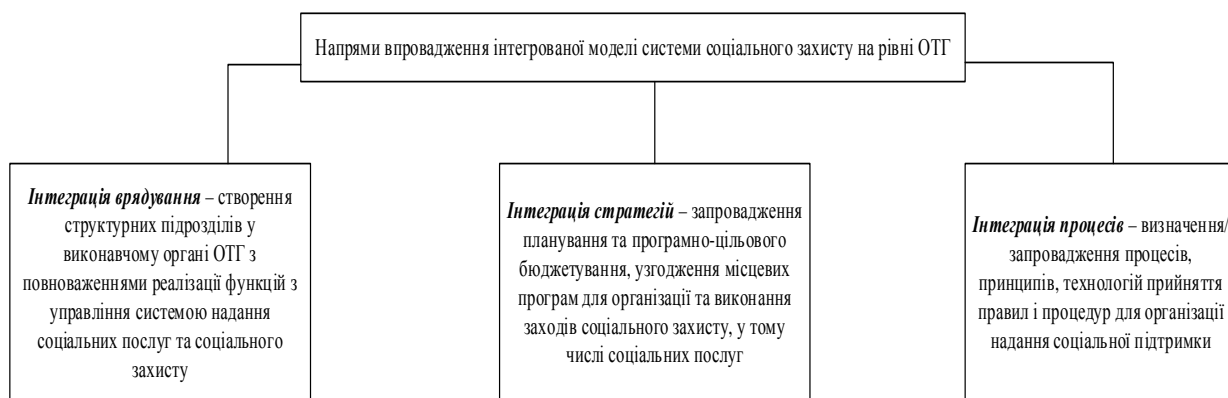 Напрями впровадження інтегрованої моделі системи соціального захисту на рівні ОТГ
Інтеграція врядування – створення
структурних підрозділів у
виконавчому органі ОТГ з
повноваженнями реалізації функцій з
управління системою надання
соціальних послуг та соціального
захисту
Інтеграція стратегій – запровадження
планування та програмно-цільового
бюджетування, узгодження місцевих
програм для організації та виконання
заходів соціального захисту, у тому
числі соціальних послуг
Інтеграція процесів – визначення/
запровадження процесів,
принципів, технологій прийняття
правил і процедур для організації
надання соціальної підтримки